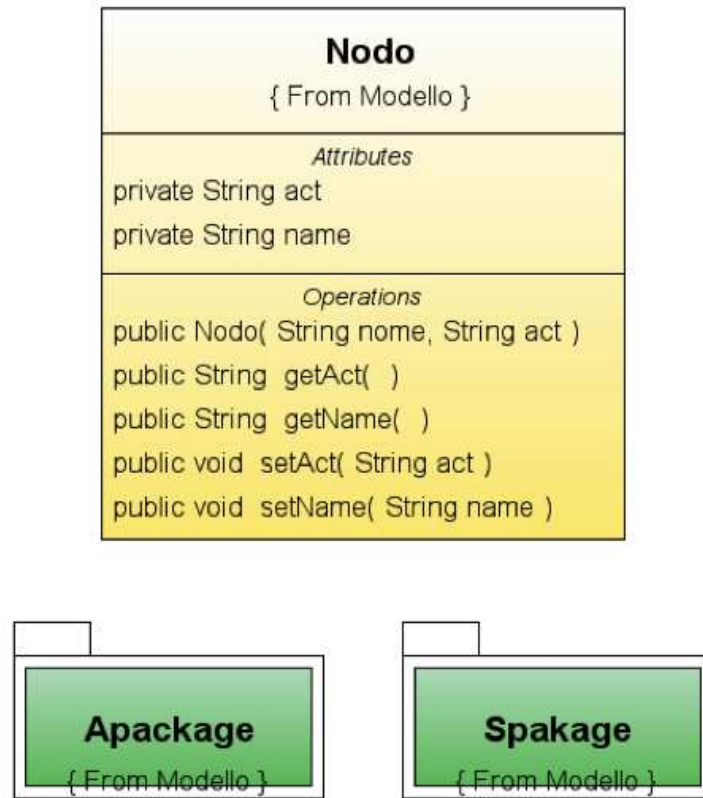 Nodo
{ From Modello }
Attributes
private String act
private String name
Operations
public Nodo( String nome, String act )
public String getAct( )
public String getName( )
public void setAct( String act )
public void setName( String name )
Apackage
{ From Modello }
Spakage
{ From Modello }